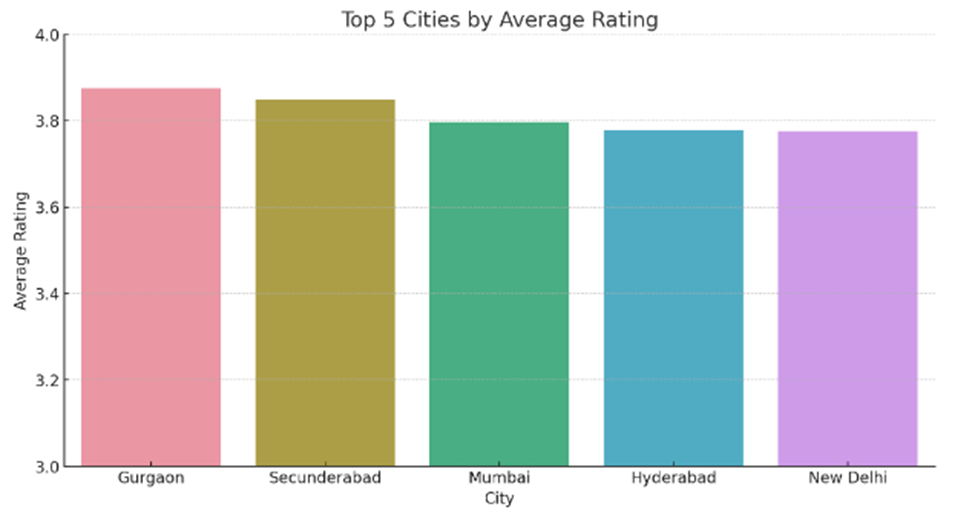 Top 5 Cities by Average Rating
4.0
3.8
3.6
3.4
3.2
3.0
Average Rating
Gurgaon Secunderabad Mumbai Hyderabad New Delhi
City